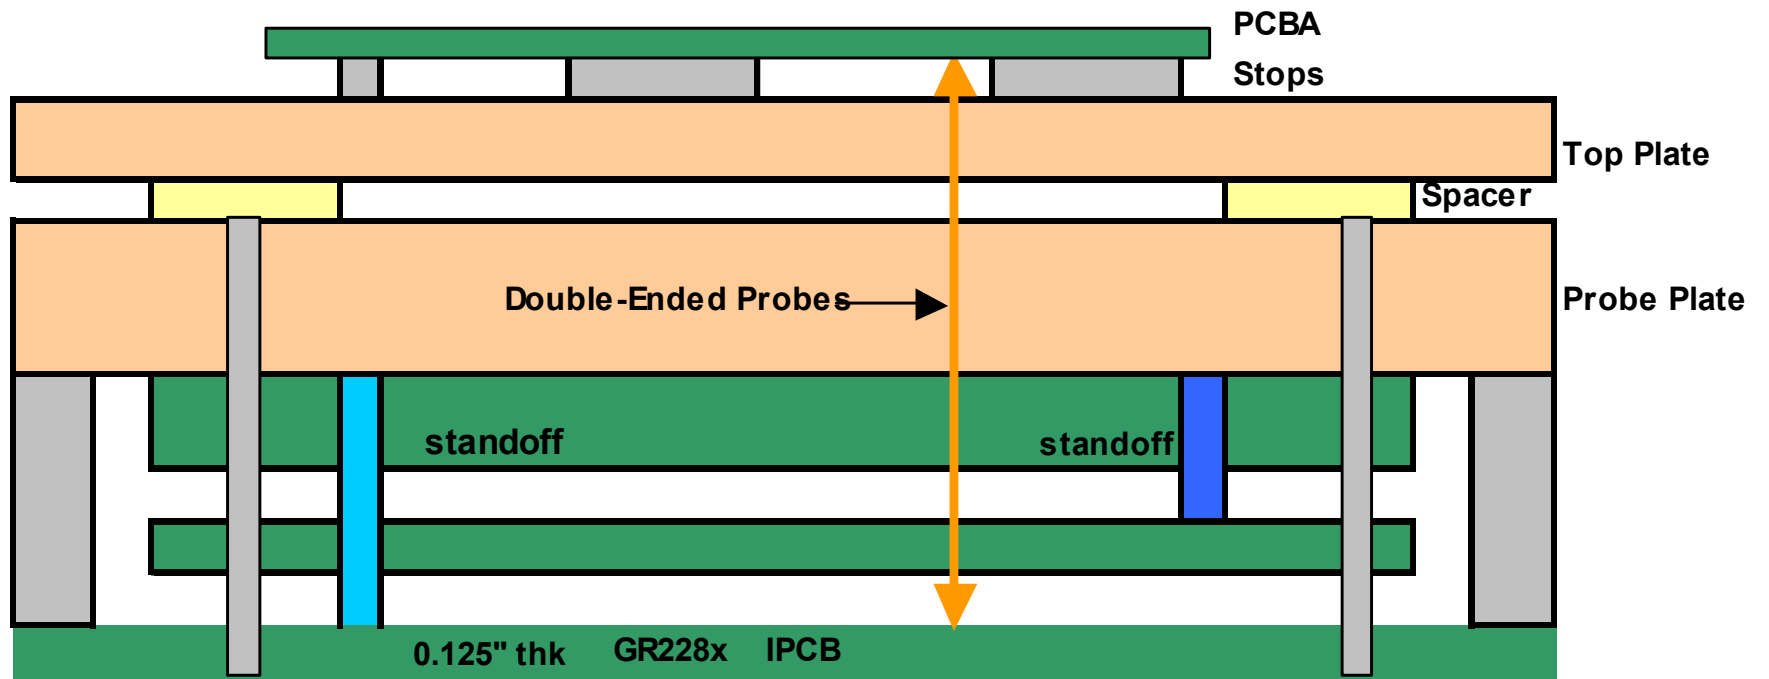 PCBA
Stops
Top Plate
Spacer
Double-Ended Probes
Probe Plate
standoff
standoff
0.125" thk GR228x IPCB